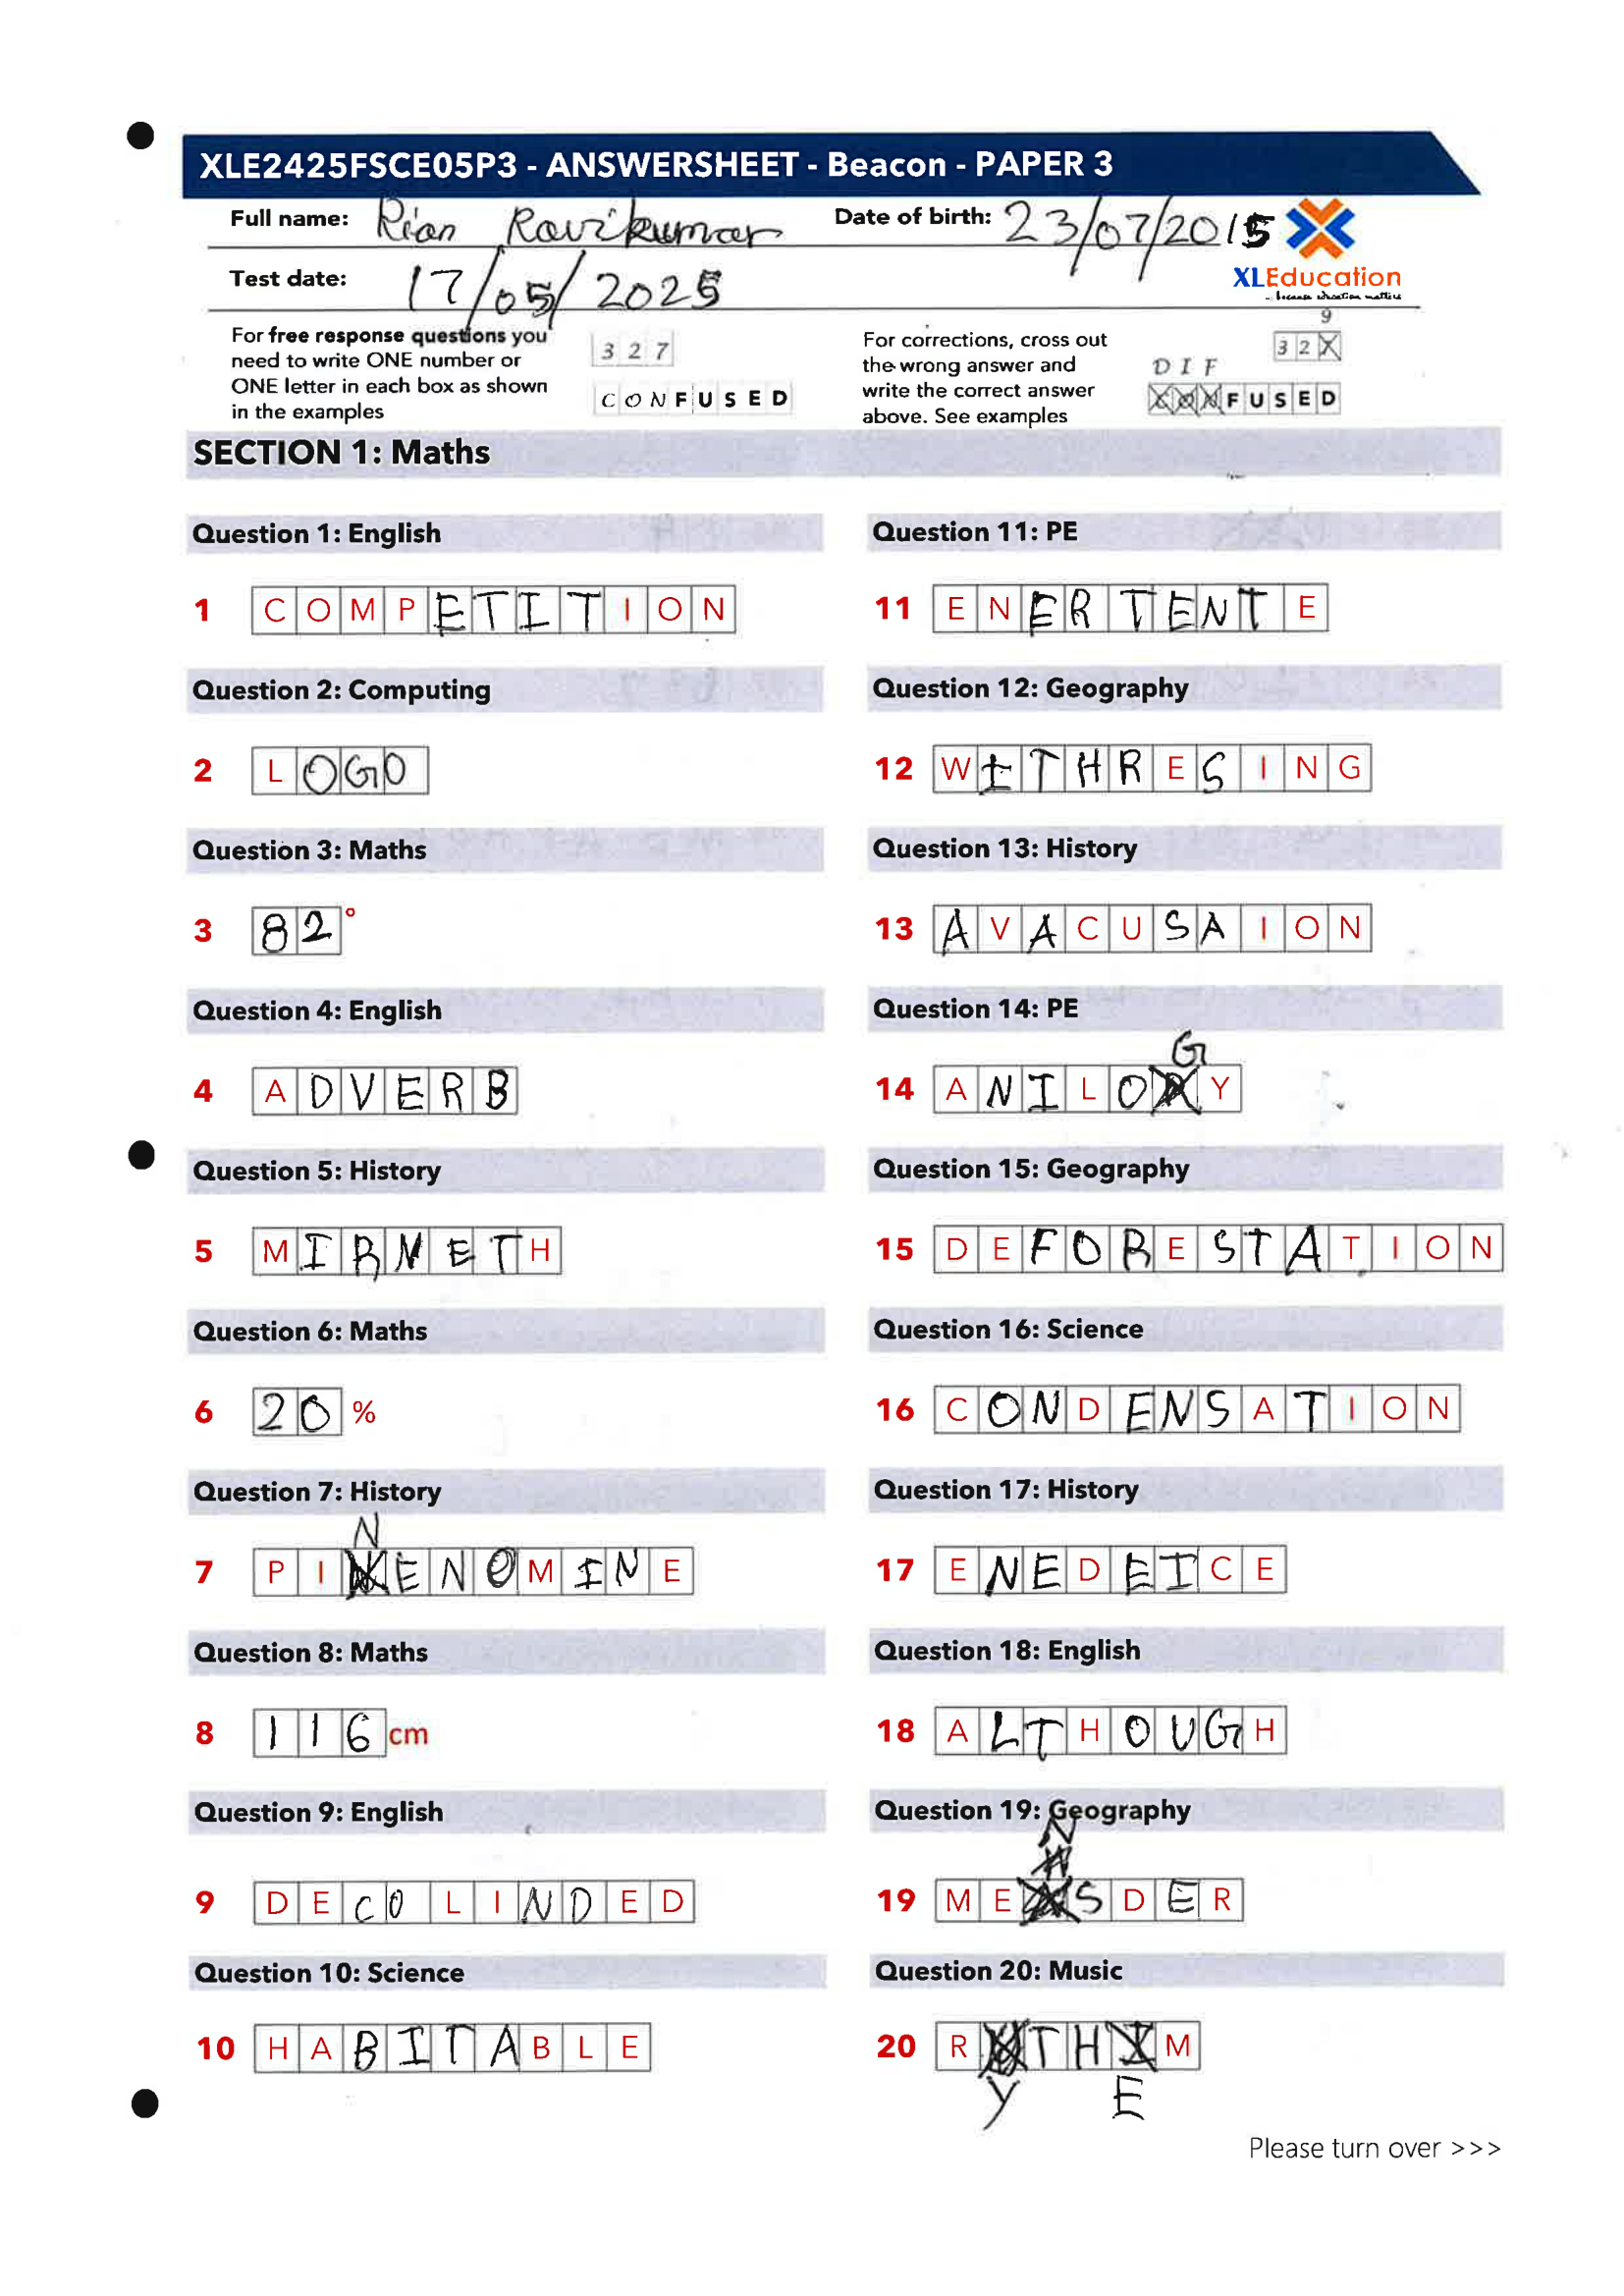 XLE2425FSCE05P3 - ANSWERSHEET - Beacon - PAPER 3
Full name: Rian Ravikumar Date of birth: 23/07/2015
Test date: 17/05/2025
XLEducation
... because education matters
For free response questions you
need to write ONE number or
ONE letter in each box as shown
in the examples
3 2 7
C O N F U S E D
For corrections, cross out
the wrong answer and
write the correct answer
above. See examples
9
3 2 X
D I F
F U S E D
SECTION 1: Maths
Question 1: English
1 C O M P E T I T I O N
Question 2: Computing
2 L O G O
Question 3: Maths
3 8 2 °
Question 4: English
4 A D V E R B
Question 5: History
5 M I R N E T H
Question 6: Maths
6 2 0 %
Question 7: History
N
7 P I E N O M I N E
Question 8: Maths
8 1 1 6 cm
Question 9: English
9 D E C O L I N D E D
Question 10: Science
10 H A B I T A B L E
Question 11: PE
11 E N E R T E N T E
Question 12: Geography
12 W I T H R E S I N G
Question 13: History
13 A V A C U S A I O N
Question 14: PE
G
14 A N I L O Y
Question 15: Geography
15 D E F O R E S T A T I O N
Question 16: Science
16 C O N D E N S A T I O N
Question 17: History
17 E N E D E I C E
Question 18: English
18 A L T H O U G H
Question 19: Geography
N
19 M E S D E R
Question 20: Music
20 R T H M
Y E
Please turn over >>>